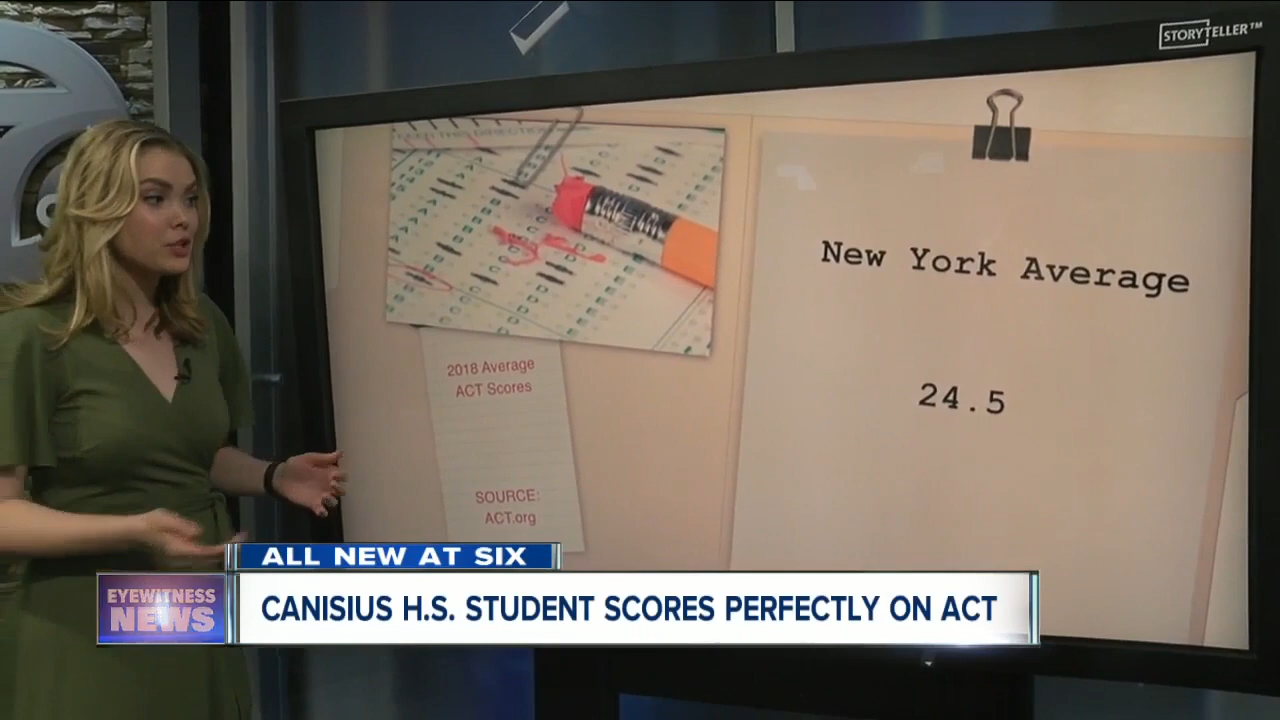 STORYTELLER™
New York Average
24.5
2018 Average
ACT Scores
SOURCE:
ACT.org
ALL NEW AT SIX
EYEWITNESS
NEWS
CANISIUS H.S. STUDENT SCORES PERFECTLY ON ACT